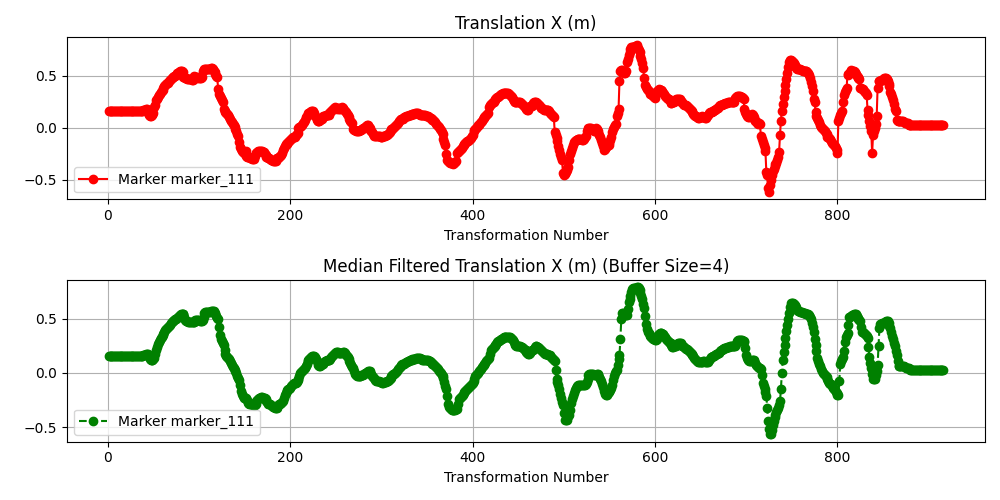 Translation X (m)
0.5
0.0
−0.5
Marker marker_111
0 200 400 600 800
Transformation Number
Median Filtered Translation X (m) (Buffer Size=4)
0.5
0.0
−0.5
Marker marker_111
0 200 400 600 800
Transformation Number